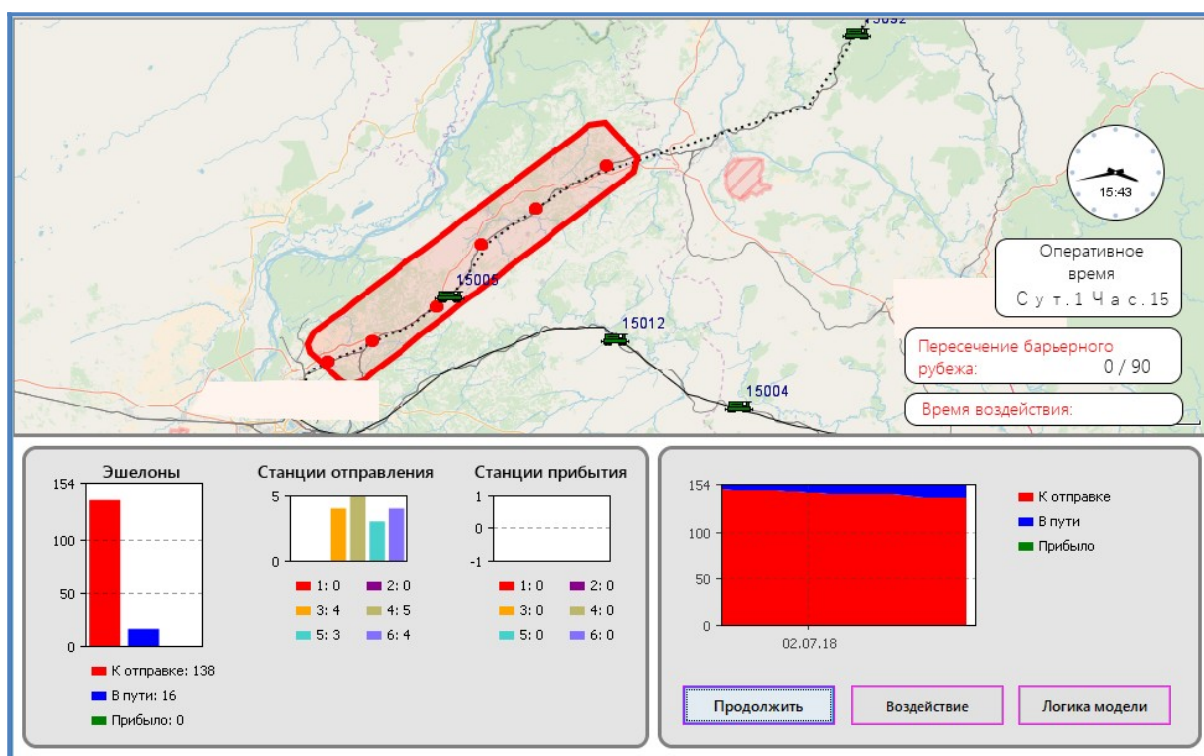 15092
15:43
15005
Оперативное
время
Сут.1 Час.15
15012
Пересечение барьерного
рубежа: 0 / 90
15004
Время воздействия:
Эшелоны
154
100
50
0
К отправке: 138
В пути: 16
Прибыло: 0
Станции отправления
5
0
1: 0 2: 0
3: 4 4: 5
5: 3 6: 4
Станции прибытия
1
0
-1
1: 0 2: 0
3: 0 4: 0
5: 0 6: 0
154
100
50
0
02.07.18
К отправке
В пути
Прибыло
Продолжить Воздействие Логика модели